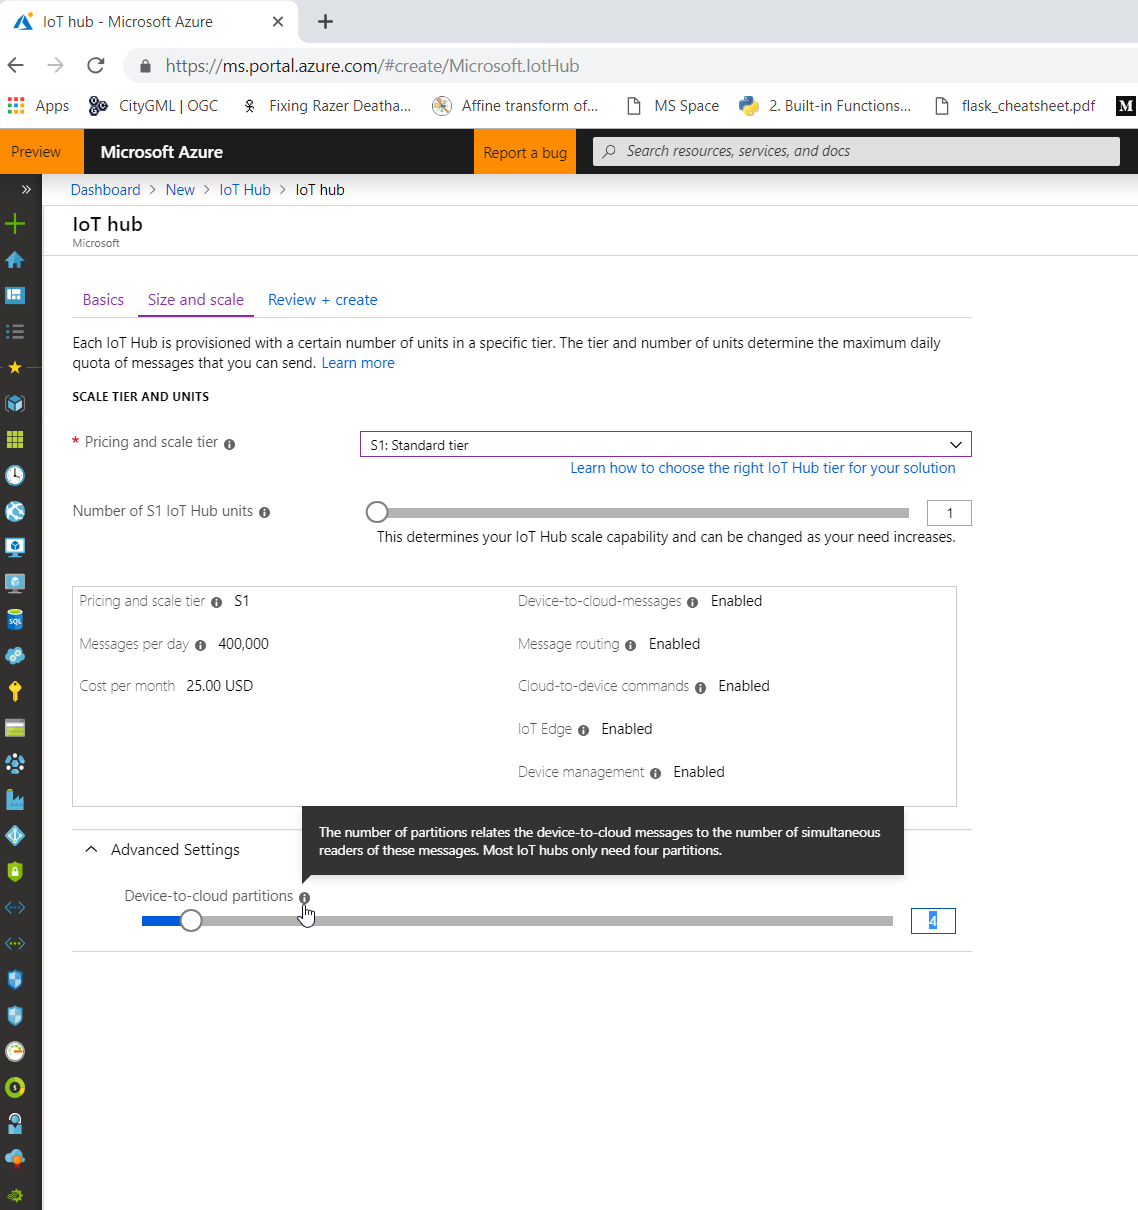 IoT hub - Microsoft Azure
https://ms.portal.azure.com/#create/Microsoft.IotHub
Apps CityGML | OGC Fixing Razer Deatha... Affine transform of... MS Space 2. Built-in Functions... flask_cheatsheet.pdf M
Preview Microsoft Azure Report a bug Search resources, services, and docs
Dashboard > New > IoT Hub > IoT hub
IoT hub
Microsoft
Basics Size and scale Review + create
Each IoT Hub is provisioned with a certain number of units in a specific tier. The tier and number of units determine the maximum daily
quota of messages that you can send. Learn more
SCALE TIER AND UNITS
* Pricing and scale tier S1: Standard tier
Learn how to choose the right IoT Hub tier for your solution
Number of S1 IoT Hub units 1
This determines your IoT Hub scale capability and can be changed as your need increases.
Pricing and scale tier S1 Device-to-cloud-messages Enabled
Messages per day 400,000 Message routing Enabled
Cost per month 25.00 USD Cloud-to-device commands Enabled
IoT Edge Enabled
Device management Enabled
The number of partitions relates the device-to-cloud messages to the number of simultaneous
readers of these messages. Most IoT hubs only need four partitions.
Advanced Settings
Device-to-cloud partitions
4
SQL